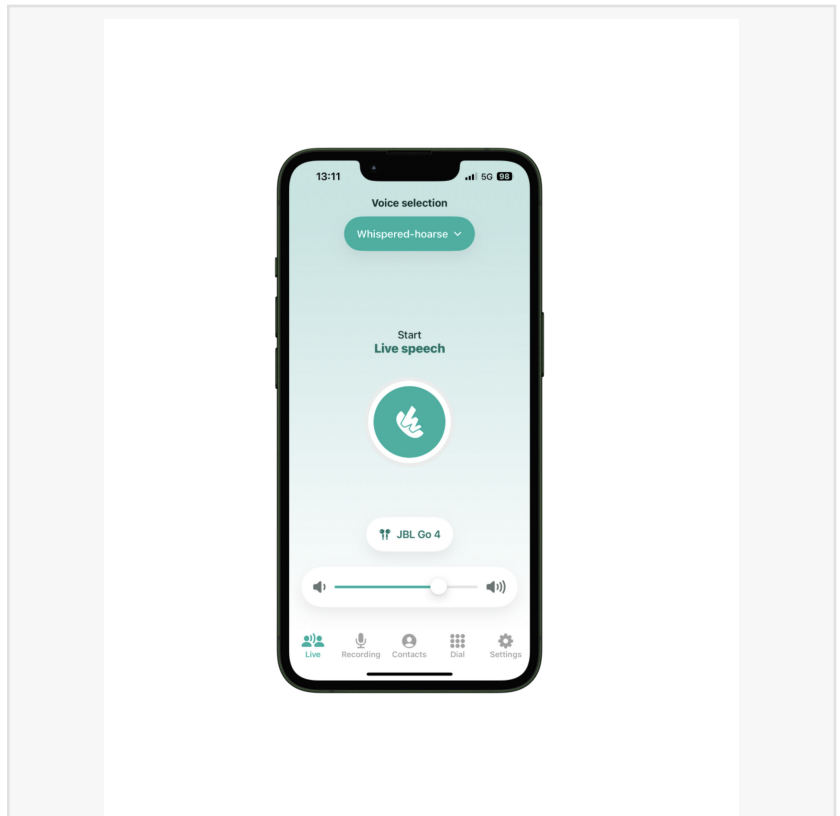 13:11 5G 98
Voice selection
Whispered-hoarse
Start
Live speech
JBL Go 4
Live Recording Contacts Dial Settings